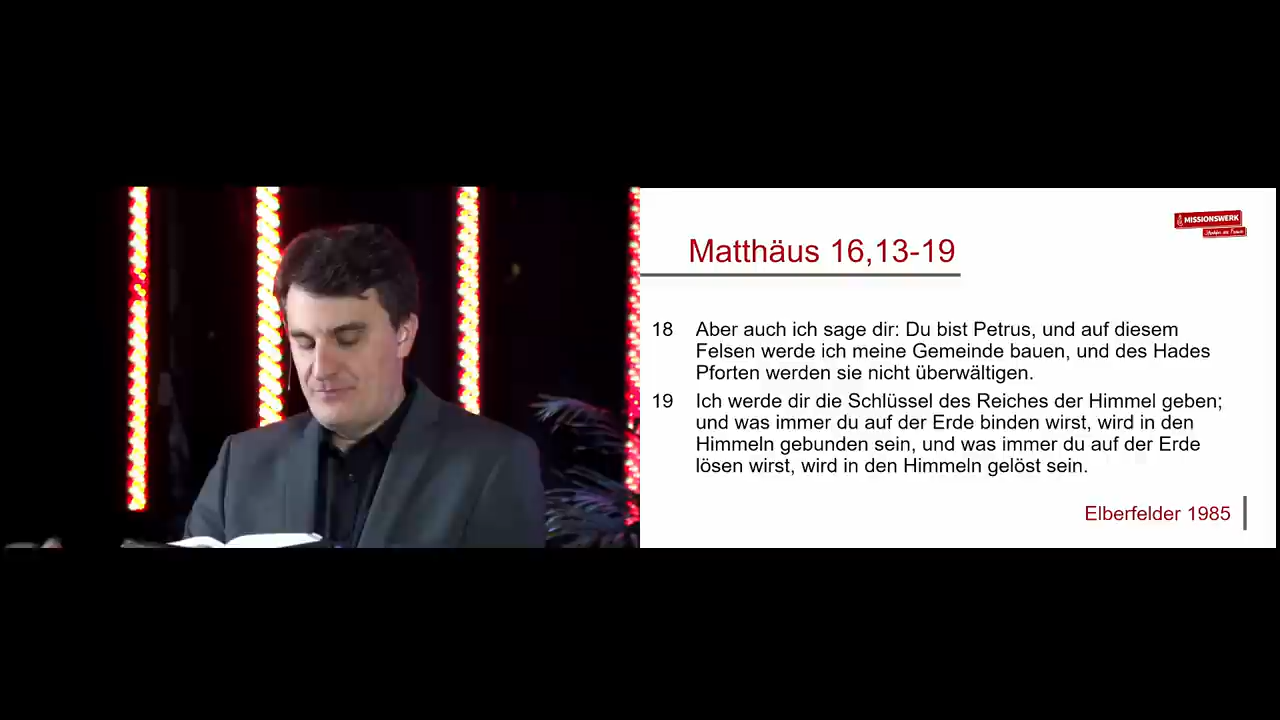 MISSIONSWERK
Matthäus 16,13-19
18 Aber auch ich sage dir: Du bist Petrus, und auf diesem
Felsen werde ich meine Gemeinde bauen, und des Hades
Pforten werden sie nicht überwältigen.
19 Ich werde dir die Schlüssel des Reiches der Himmel geben;
und was immer du auf der Erde binden wirst, wird in den
Himmeln gebunden sein, und was immer du auf der Erde
lösen wirst, wird in den Himmeln gelöst sein.
Elberfelder 1985